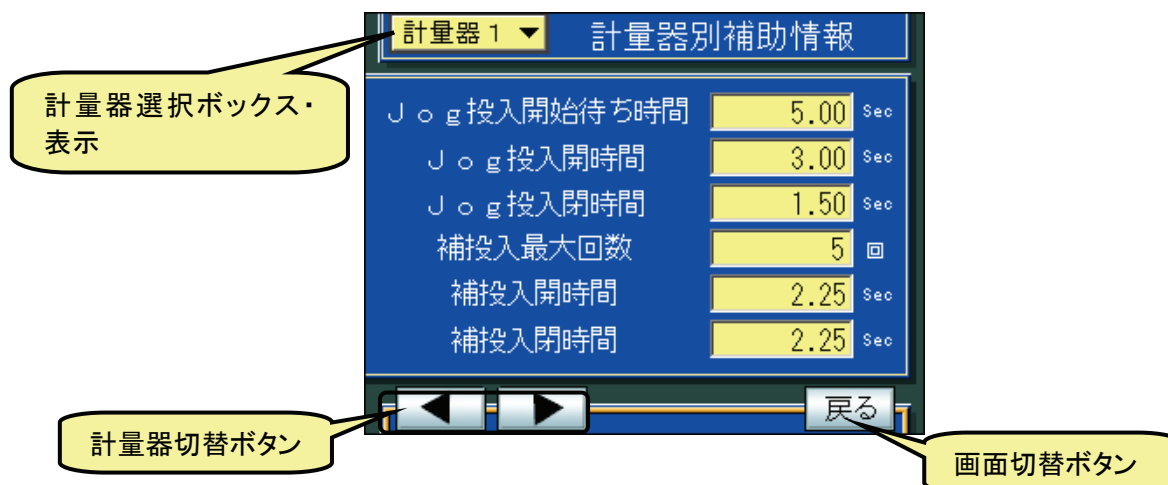 計量器1 ▼ 計量器別補助情報
計量器選択ボックス・
表示
Jog投入開始待ち時間 5.00 Sec
Jog投入開時間 3.00 Sec
Jog投入閉時間 1.50 Sec
補投入最大回数 5 回
補投入開時間 2.25 Sec
補投入閉時間 2.25 Sec
◀ ▶ 戻る
計量器切替ボタン
画面切替ボタン